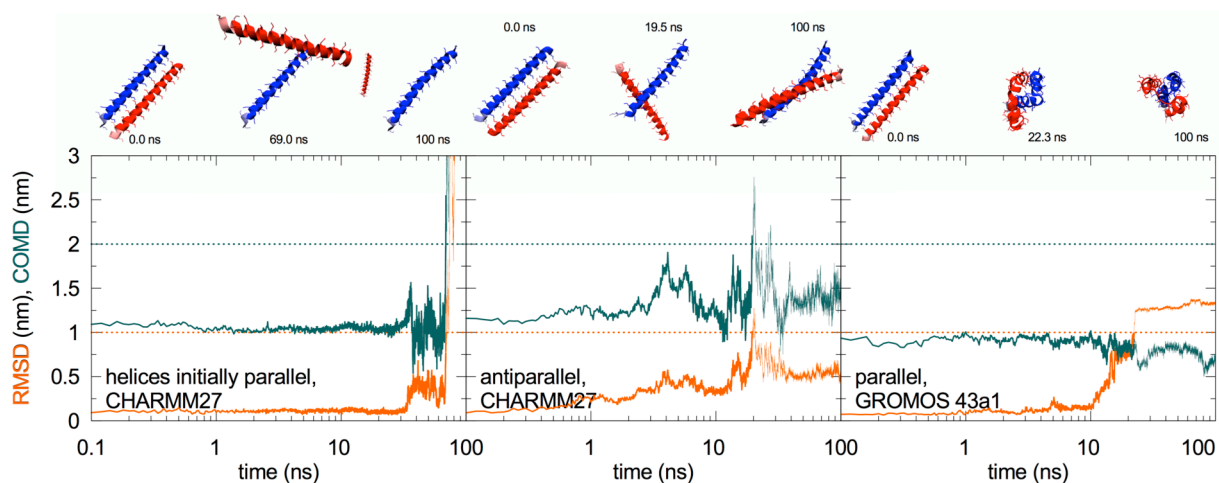 0.0 ns
69.0 ns
100 ns
0.0 ns
19.5 ns
100 ns
0.0 ns
22.3 ns
100 ns
RMSD (nm), COMD (nm)
3
2.5
2
1.5
1
0.5
0
helices initially parallel,
CHARMM27
antiparallel,
CHARMM27
parallel,
GROMOS 43a1
0.1 1 10 100
1 10 100
1 10 100
time (ns)
time (ns)
time (ns)